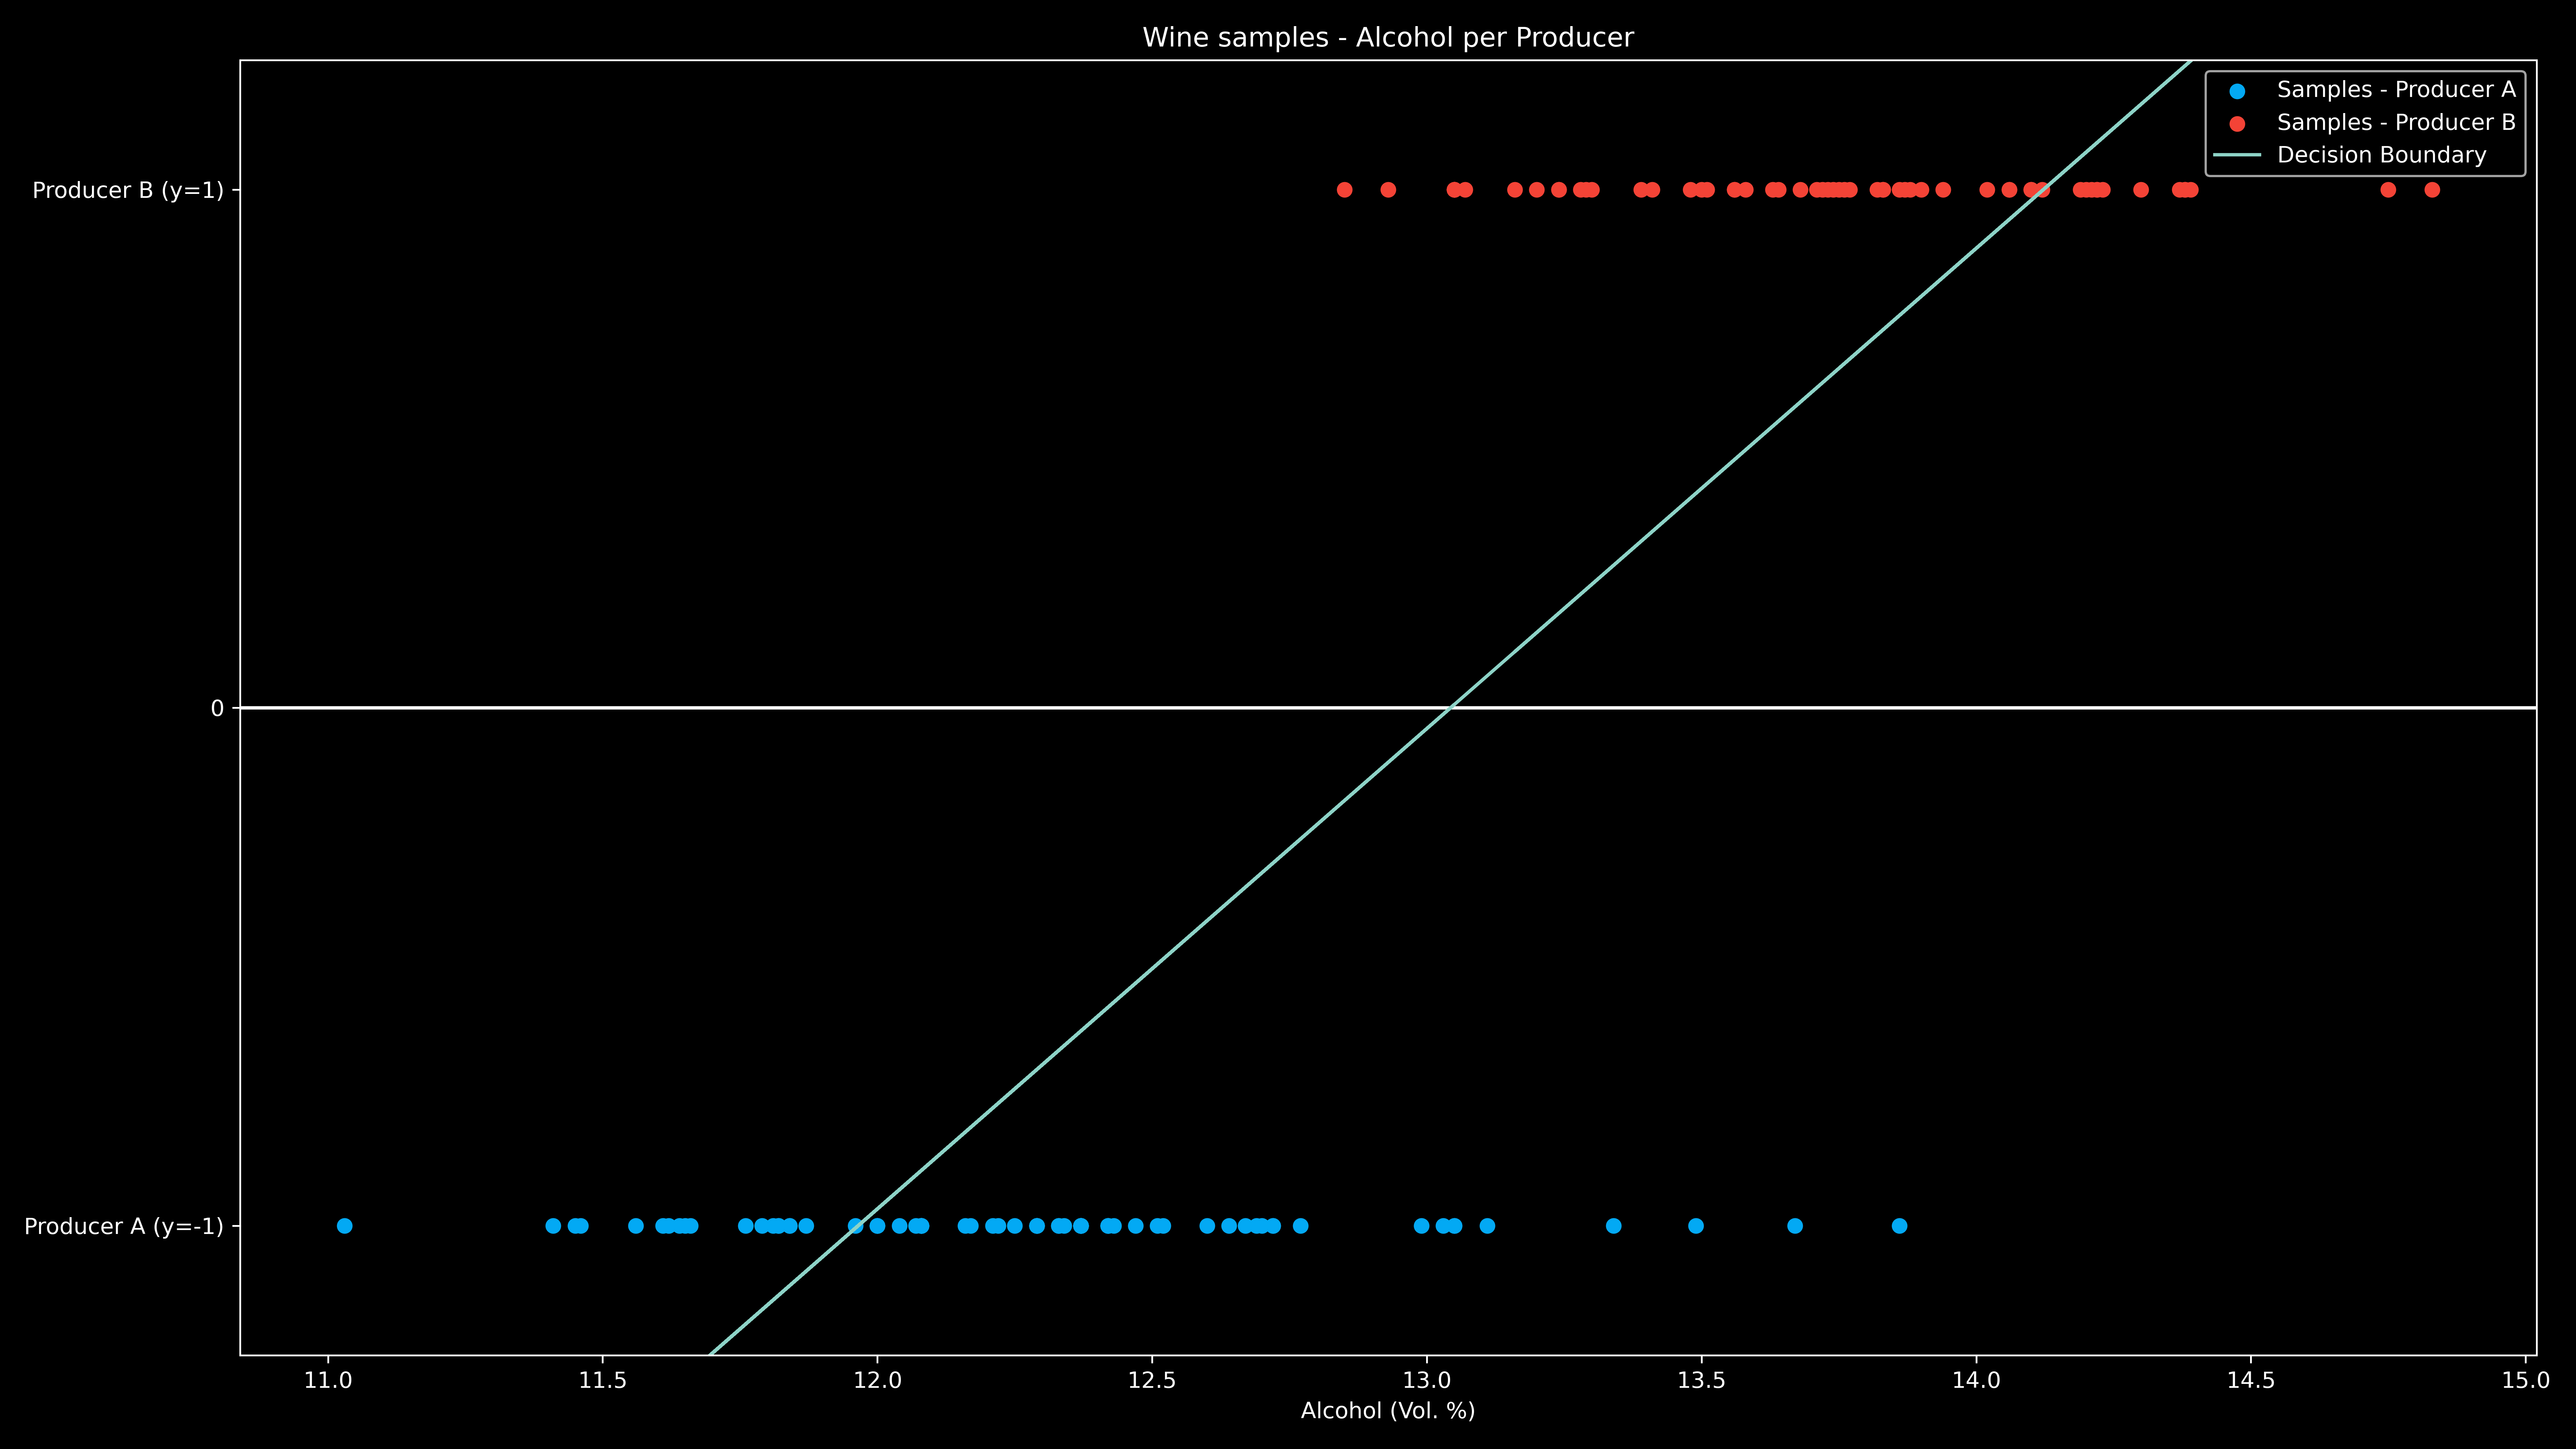 Wine samples - Alcohol per Producer
Samples - Producer A
Samples - Producer B
Decision Boundary
Producer B (y=1)
0
Producer A (y=-1)
11.0 11.5 12.0 12.5 13.0 13.5 14.0 14.5 15.0
Alcohol (Vol. %)